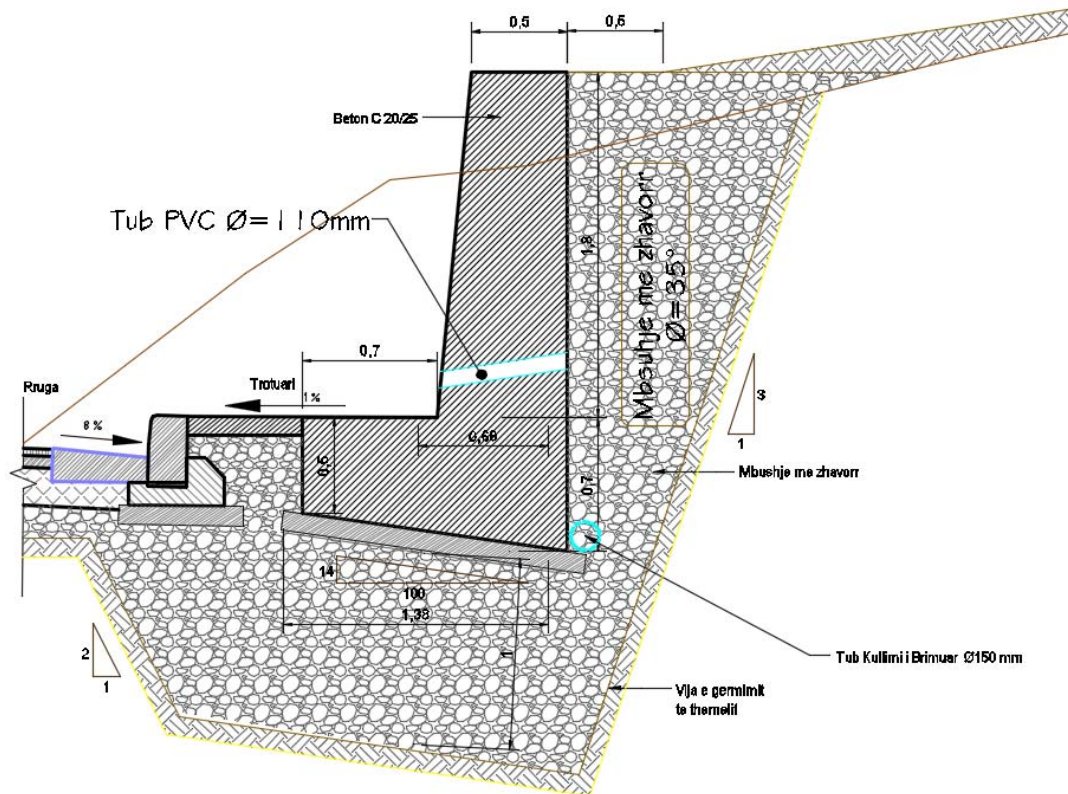 0,5
0,5
Beton C 20/25
Tub PVC Ø=110mm
1,8
Mbsuhje me zhavorr
Ø=35°
0,7
Rruga
Trotuari
1%
8 %
3
1
0,68
0,5
0,7
Mbushje me zhavorr
14
100
1,38
1
2
1
Tub Kullimi i Brimuar Ø150 mm
Vija e germimit
te themelit